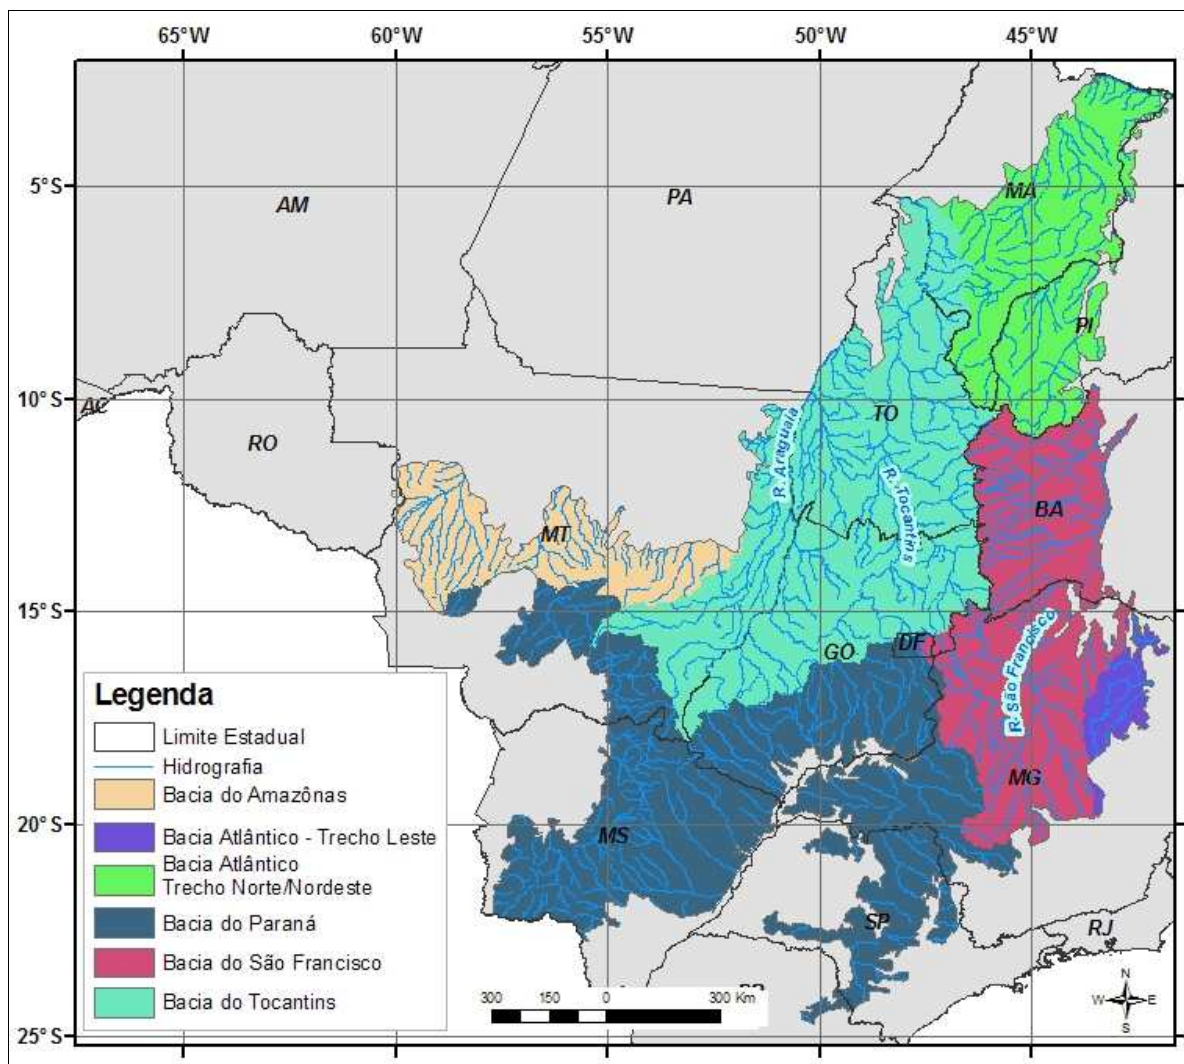 65°W 60°W 55°W 50°W 45°W
5°S
10°S
15°S
20°S
25°S
AM
PA
MA
PI
AC
RO
TO
R. Araguaia
R. Tocantins
BA
MT
GO
DF
R. São Francisco
MG
MS
SP
RJ
Legenda
Limite Estadual
Hidrografia
Bacia do Amazônas
Bacia Atlântico - Trecho Leste
Bacia Atlântico
Trecho Norte/Nordeste
Bacia do Paraná
Bacia do São Francisco
Bacia do Tocantins
300 150 0 300 Km
N
W E
S